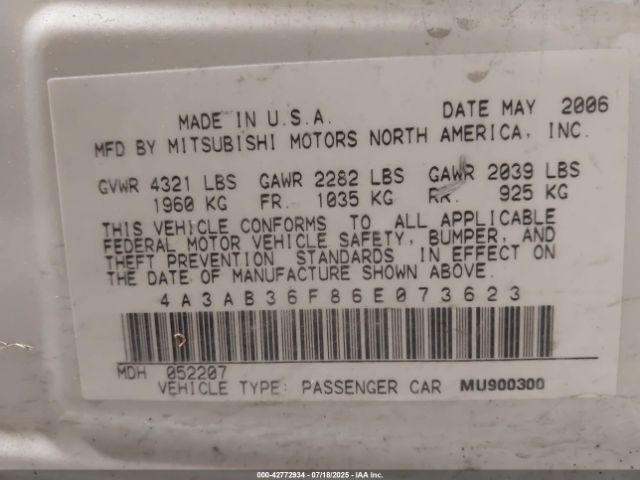 MADE IN U.S.A. DATE MAY 2006
MFD BY MITSUBISHI MOTORS NORTH AMERICA, INC.
GVWR 4321 LBS GAWR 2282 LBS GAWR 2039 LBS
1960 KG FR. 1035 KG RR. 925 KG
THIS VEHICLE CONFORMS TO ALL APPLICABLE
FEDERAL MOTOR VEHICLE SAFETY, BUMPER, AND
THEFT PREVENTION STANDARDS IN EFFECT ON
THE DATE OF MANUFACTURE SHOWN ABOVE.
4A3AB36F86E073623
MDH 052207
VEHICLE TYPE: PASSENGER CAR MU900300
000-42772934 - 07/18/2025 - IAA Inc.